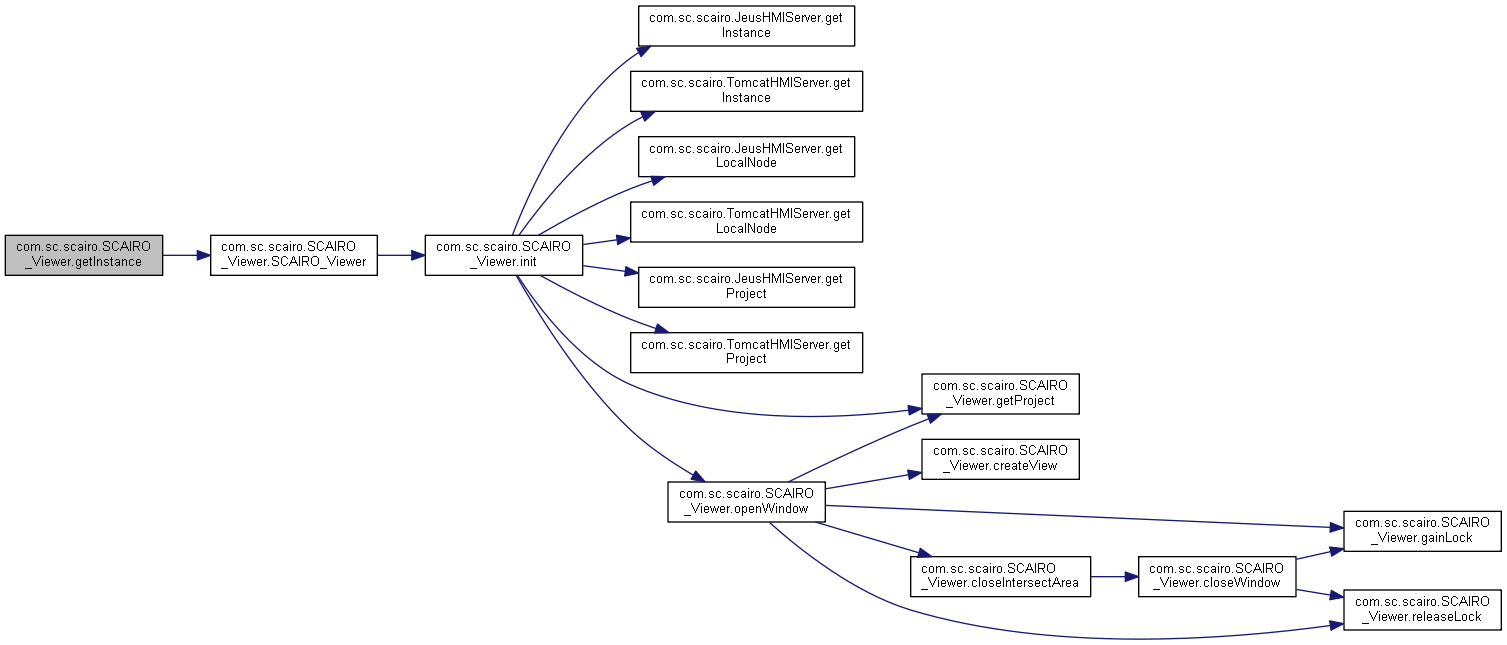 com.sc.scairo.JeusHMIServer.get
Instance
com.sc.scairo.TomcatHMIServer.get
Instance
com.sc.scairo.JeusHMIServer.get
LocalNode
com.sc.scairo.TomcatHMIServer.get
LocalNode
com.sc.scairo.SCAIRO
_Viewer.getInstance
com.sc.scairo.SCAIRO
_Viewer.SCAIRO_Viewer
com.sc.scairo.SCAIRO
_Viewer.init
com.sc.scairo.JeusHMIServer.get
Project
com.sc.scairo.TomcatHMIServer.get
Project
com.sc.scairo.SCAIRO
_Viewer.getProject
com.sc.scairo.SCAIRO
_Viewer.createView
com.sc.scairo.SCAIRO
_Viewer.openWindow
com.sc.scairo.SCAIRO
_Viewer.gainLock
com.sc.scairo.SCAIRO
_Viewer.closeIntersectArea
com.sc.scairo.SCAIRO
_Viewer.closeWindow
com.sc.scairo.SCAIRO
_Viewer.releaseLock